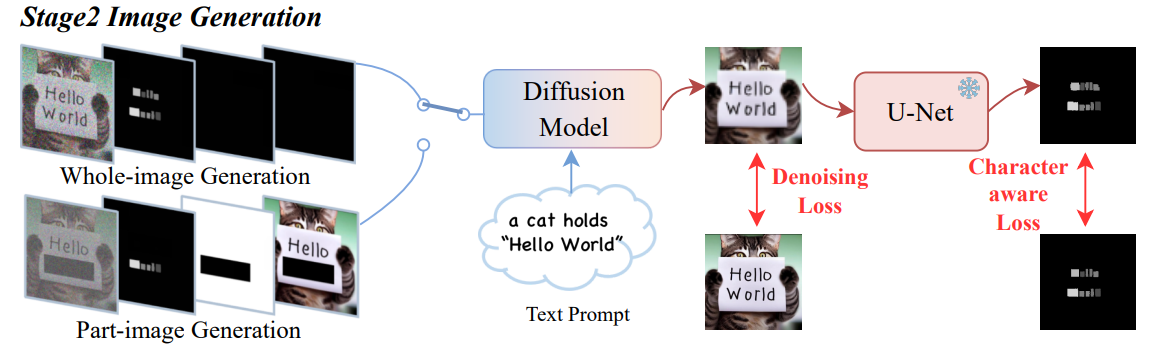 Stage2 Image Generation
Hello
World
Whole-image Generation
Hello
Hello
Part-image Generation
Diffusion
Model
a cat holds
“Hello World”
Text Prompt
Hello
World
Denoising
Loss
Hello
World
U-Net
Character
aware
Loss